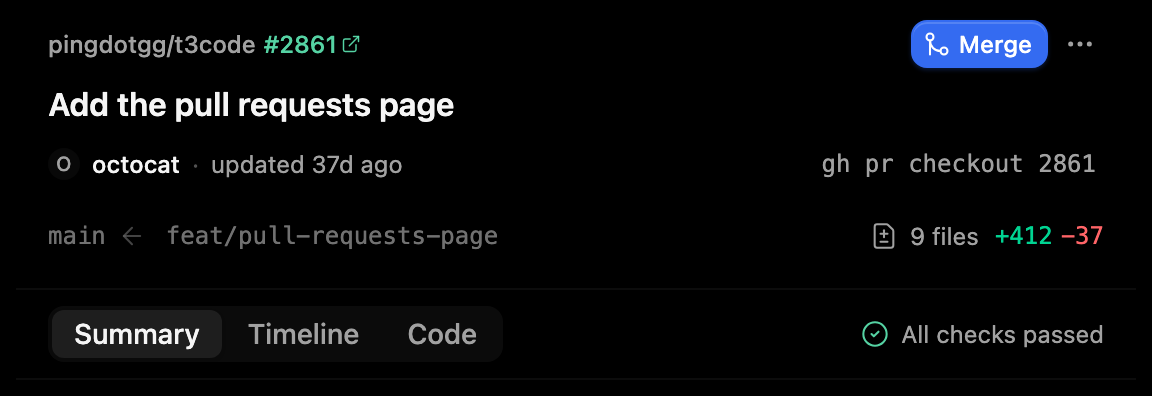 pingdotgg/t3code #2861
Merge
Add the pull requests page
O octocat · updated 37d ago
gh pr checkout 2861
main ← feat/pull-requests-page
9 files +412 −37
Summary Timeline Code
All checks passed